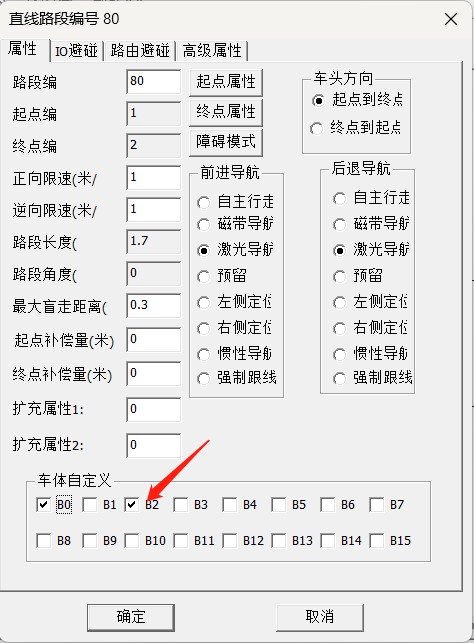 直线路段编号 80
属性 IO避碰 路由避碰 高级属性
路段编 80 起点属性
起点编 1 终点属性
终点编 2 障碍模式
正向限速(米/ 1
逆向限速(米/ 1
路段长度( 1.7
路段角度( 0
最大盲走距离( 0.3
起点补偿量(米) 0
终点补偿量(米) 0
扩充属性1: 0
扩充属性2: 0
车头方向
起点到终点
终点到起点
前进导航
自主行走
磁带导航
激光导航
预留
左侧定位
右侧定位
惯性导航
强制跟线
后退导航
自主行走
磁带导航
激光导航
预留
左侧定位
右侧定位
惯性导航
强制跟线
车体自定义
B0 B1 B2 B3 B4 B5 B6 B7
B8 B9 B10 B11 B12 B13 B14 B15
确定 取消